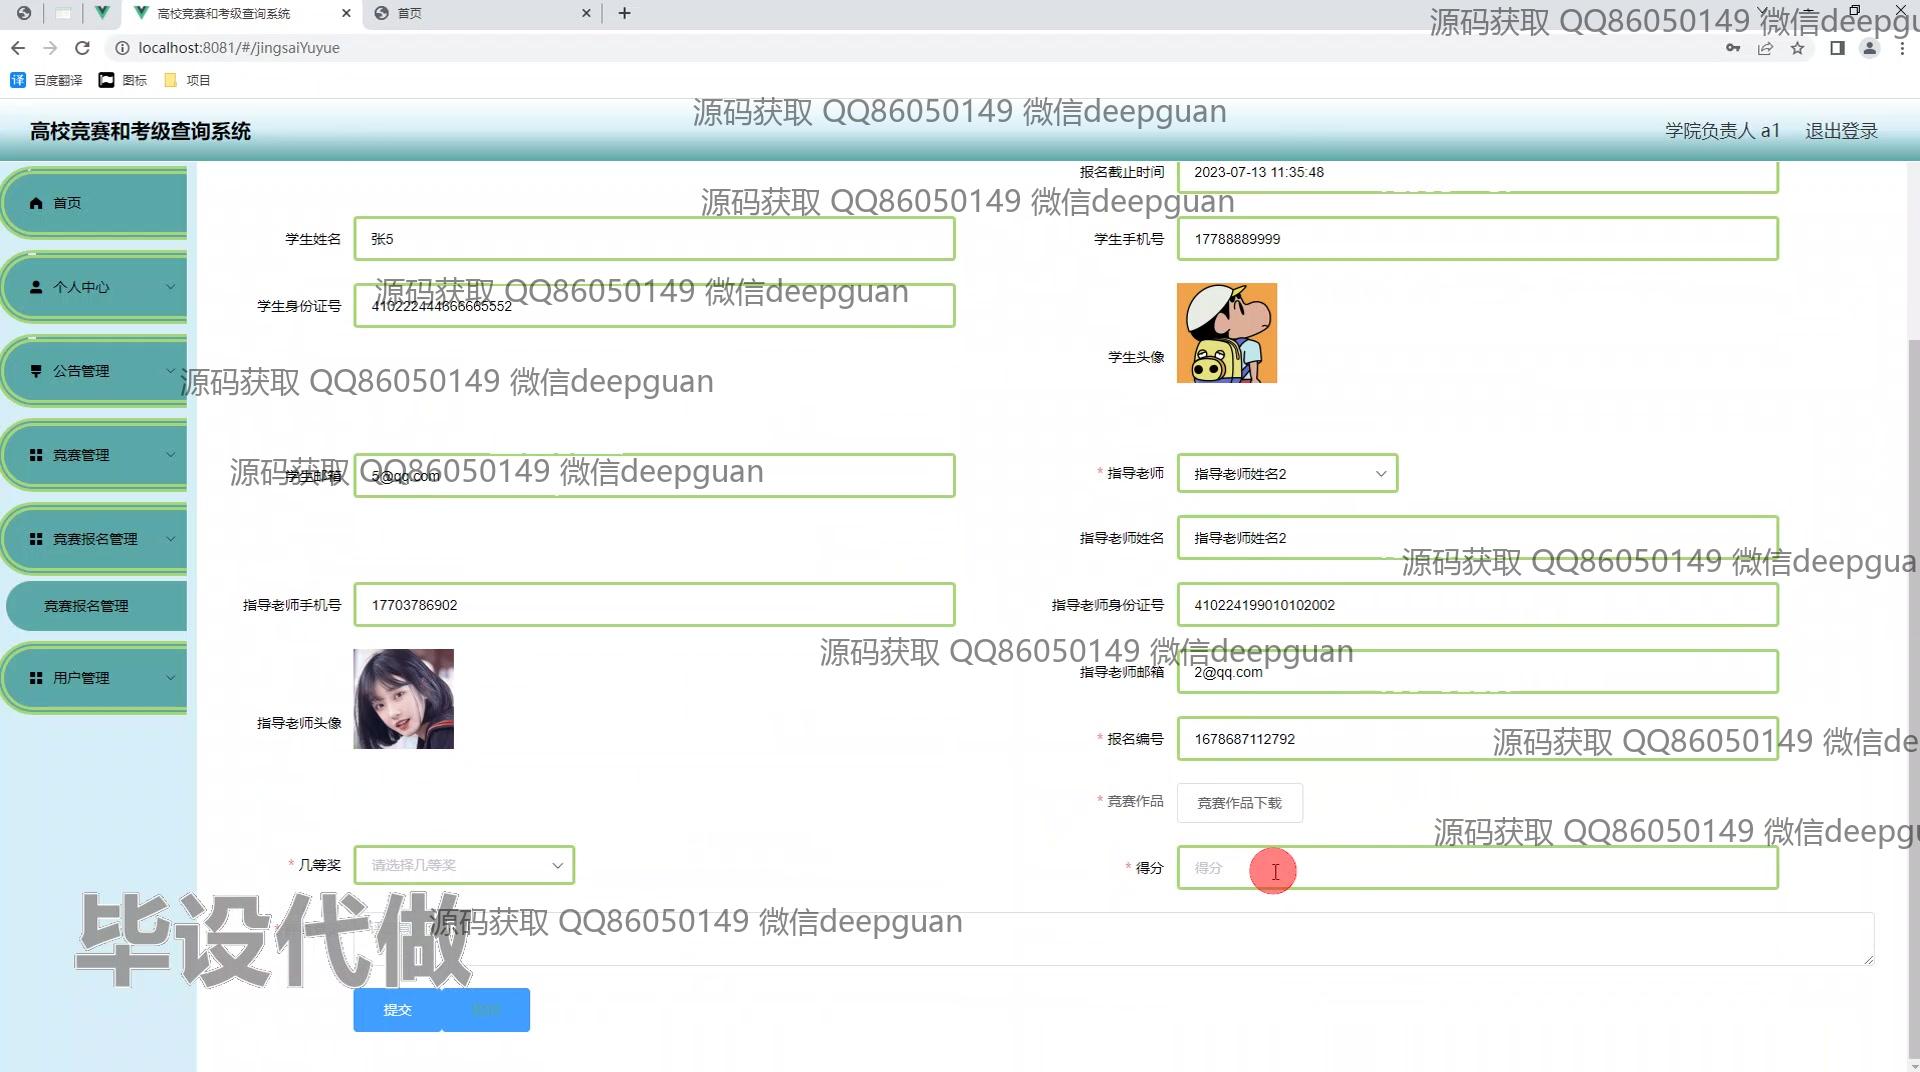 高校竞赛和考级查询系统
首页
源码获取 QQ86050149 微信deepgu
localhost:8081/#/jingsaiYuyue
百度翻译
图标
项目
源码获取 QQ86050149 微信deepguan
高校竞赛和考级查询系统
学院负责人 a1
退出登录
首页
个人中心
公告管理
竞赛管理
竞赛报名管理
竞赛报名管理
用户管理
报名截止时间 2023-07-13 11:35:48
源码获取 QQ86050149 微信deepguan
学生姓名 张5
学生手机号 17788889999
源码获取 QQ86050149 微信deepguan
学生身份证号
学生头像
源码获取 QQ86050149 微信deepguan
源码获取 QQ86050149 微信deepguan
学生邮箱 5@qq.com
* 指导老师 指导老师姓名2
指导老师姓名 指导老师姓名2
源码获取 QQ86050149 微信deepgua
指导老师手机号 17703786902
指导老师身份证号 410224199010102002
源码获取 QQ86050149 微信deepguan
指导老师邮箱 2@qq.com
指导老师头像
* 报名编号 1678687112792
源码获取 QQ86050149 微信de
* 竞赛作品 竞赛作品下载
源码获取 QQ86050149 微信deepgu
* 几等奖 请选择几等奖
* 得分 得分
源码获取 QQ86050149 微信deepguan
毕设代做
提交